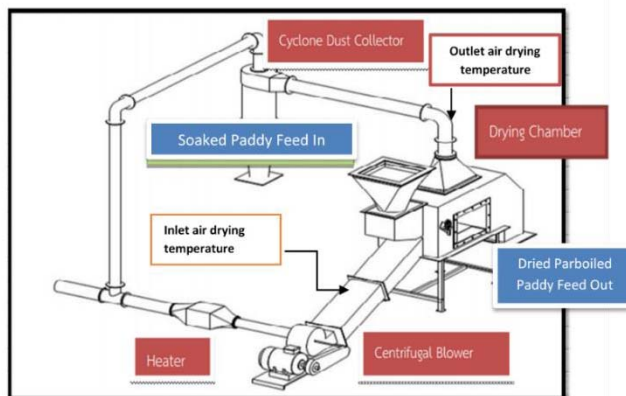 Cyclone Dust Collector
Outlet air drying
temperature
Drying Chamber
Soaked Paddy Feed In
Inlet air drying
temperature
Dried Parboiled
Paddy Feed Out
Heater
Centrifugal Blower